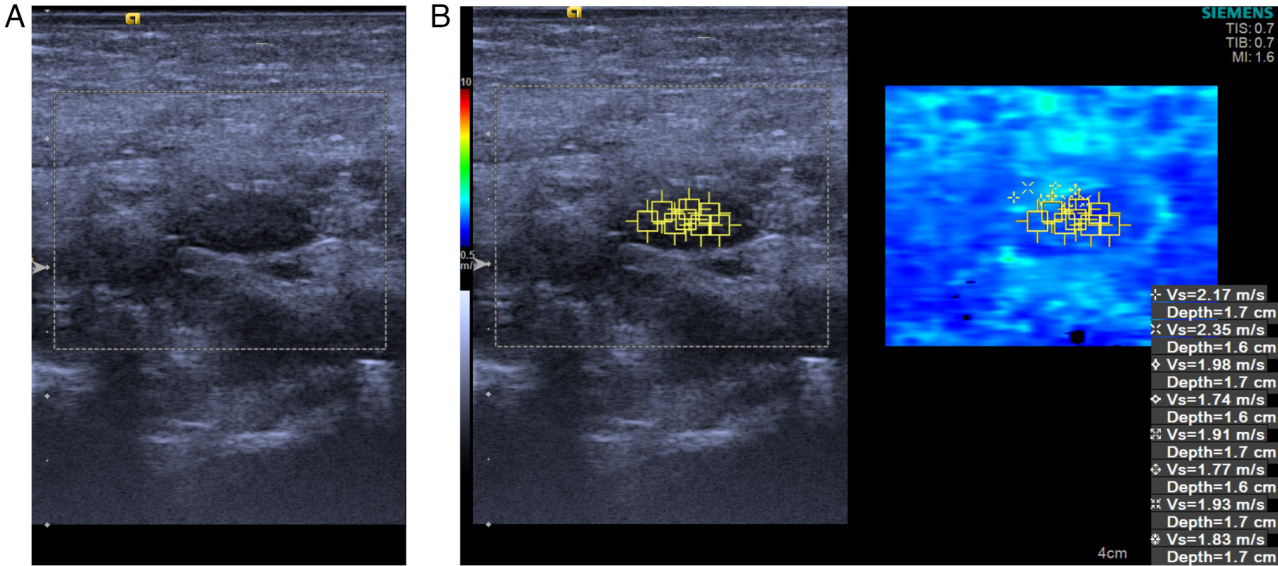 A
B
SIEMENS
TIS: 0.7
TIB: 0.7
MI: 1.6
10
0.5
m/s
Vs=2.17 m/s
Depth=1.7 cm
Vs=2.35 m/s
Depth=1.6 cm
Vs=1.98 m/s
Depth=1.7 cm
Vs=1.74 m/s
Depth=1.6 cm
Vs=1.91 m/s
Depth=1.7 cm
Vs=1.77 m/s
Depth=1.6 cm
Vs=1.93 m/s
Depth=1.7 cm
Vs=1.83 m/s
Depth=1.7 cm
4cm